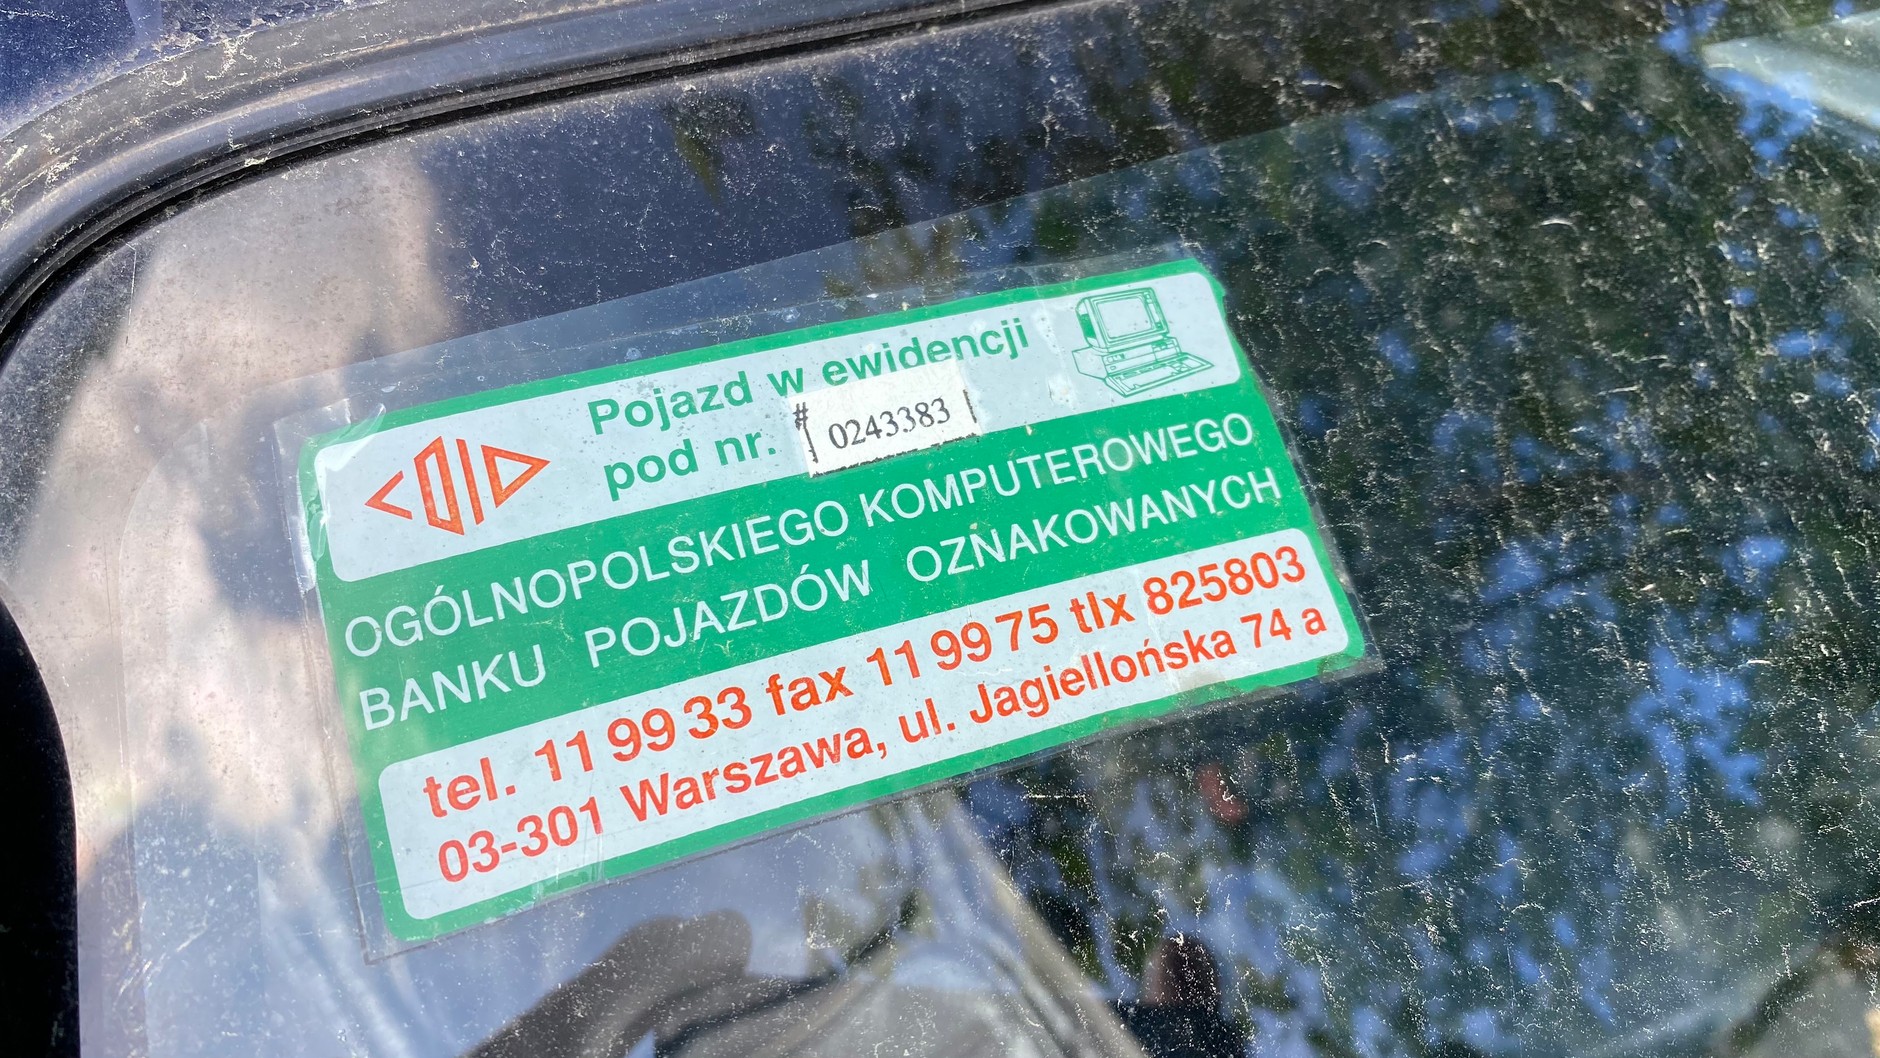 Pojazd w ewidencji
pod nr. # 0243383
OGÓLNOPOLSKIEGO KOMPUTEROWEGO
BANKU POJAZDÓW OZNAKOWANYCH
tel. 11 99 33 fax 11 99 75 tlx 825803
03-301 Warszawa, ul. Jagiellońska 74 a